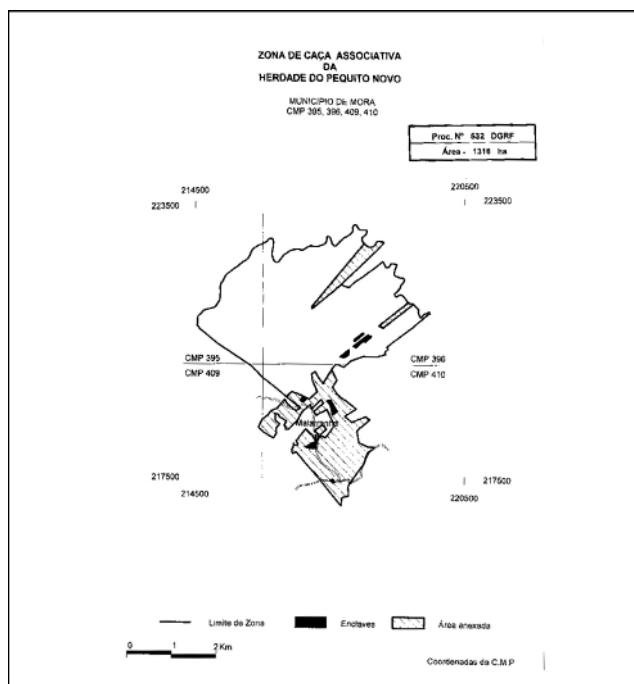 ZONA DE CAÇA ASSOCIATIVA
DA
HERDADE DO PEQUITO NOVO
MUNICÍPIO DE MORA
CMP 395, 396, 409, 410
Proc. Nº 632 DGRF
Área - 1316 ha
214500
223500
220500
223500
CMP 395
CMP 409
CMP 396
CMP 410
217500
214500
217500
220500
Limite de Zona
Enclaves
Área anexada
0 1 2 Km
Coordenadas da C.M.P